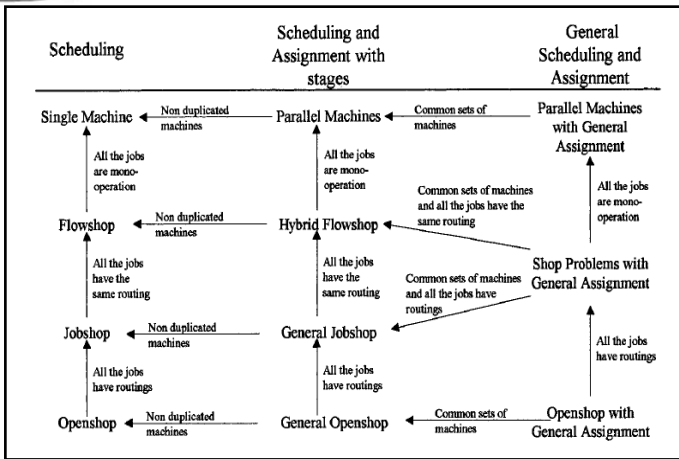 Scheduling
Scheduling and
Assignment with
stages
General
Scheduling and
Assignment
Single Machine
Non duplicated
machines
Parallel Machines
Common sets of
machines
Parallel Machines
with General
Assignment
All the jobs
are mono-
operation
All the jobs
are mono-
operation
All the jobs
are mono-
operation
Common sets of machines
and all the jobs have the
same routing
Flowshop
Non duplicated
machines
Hybrid Flowshop
Shop Problems with
General Assignment
All the jobs
have the
same routing
All the jobs
have the
same routing
Common sets of machines
and all the jobs have
routings
Jobshop
Non duplicated
machines
General Jobshop
All the jobs
have routings
All the jobs
have routings
All the jobs
have routings
Openshop
Non duplicated
machines
General Openshop
Common sets of
machines
Openshop with
General Assignment